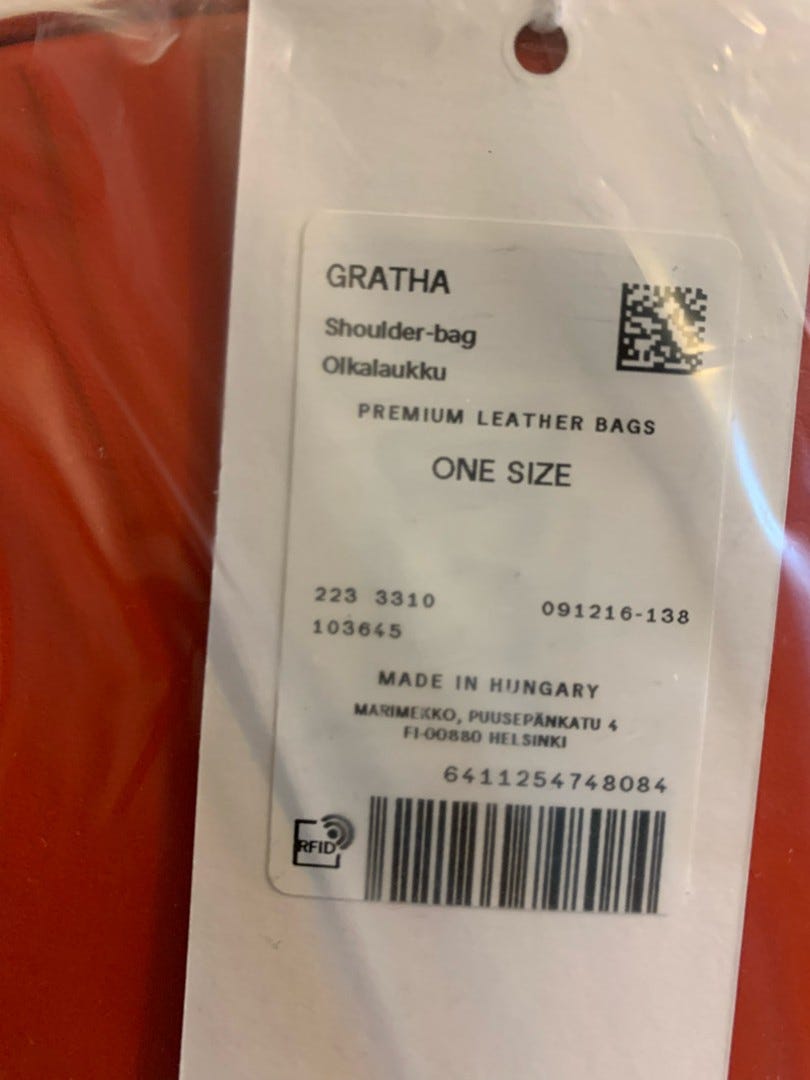 GRATHA
Shoulder-bag
Olkalaukku
PREMIUM LEATHER BAGS
ONE SIZE
223 3310
091216-138
103645
MADE IN HUNGARY
MARIMEKKO, PUUSEPÄNKATU 4
FI-00880 HELSINKI
6411254748084
RFID